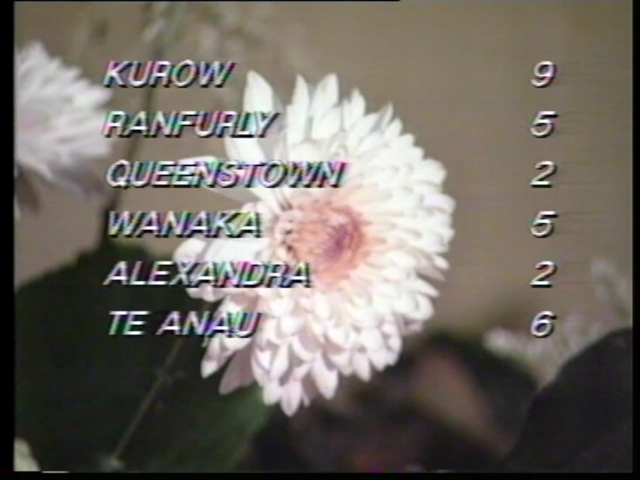 KUROW 9
RANFURLY 5
QUEENSTOWN 2
WANAKA 5
ALEXANDRA 2
TE ANAU 6